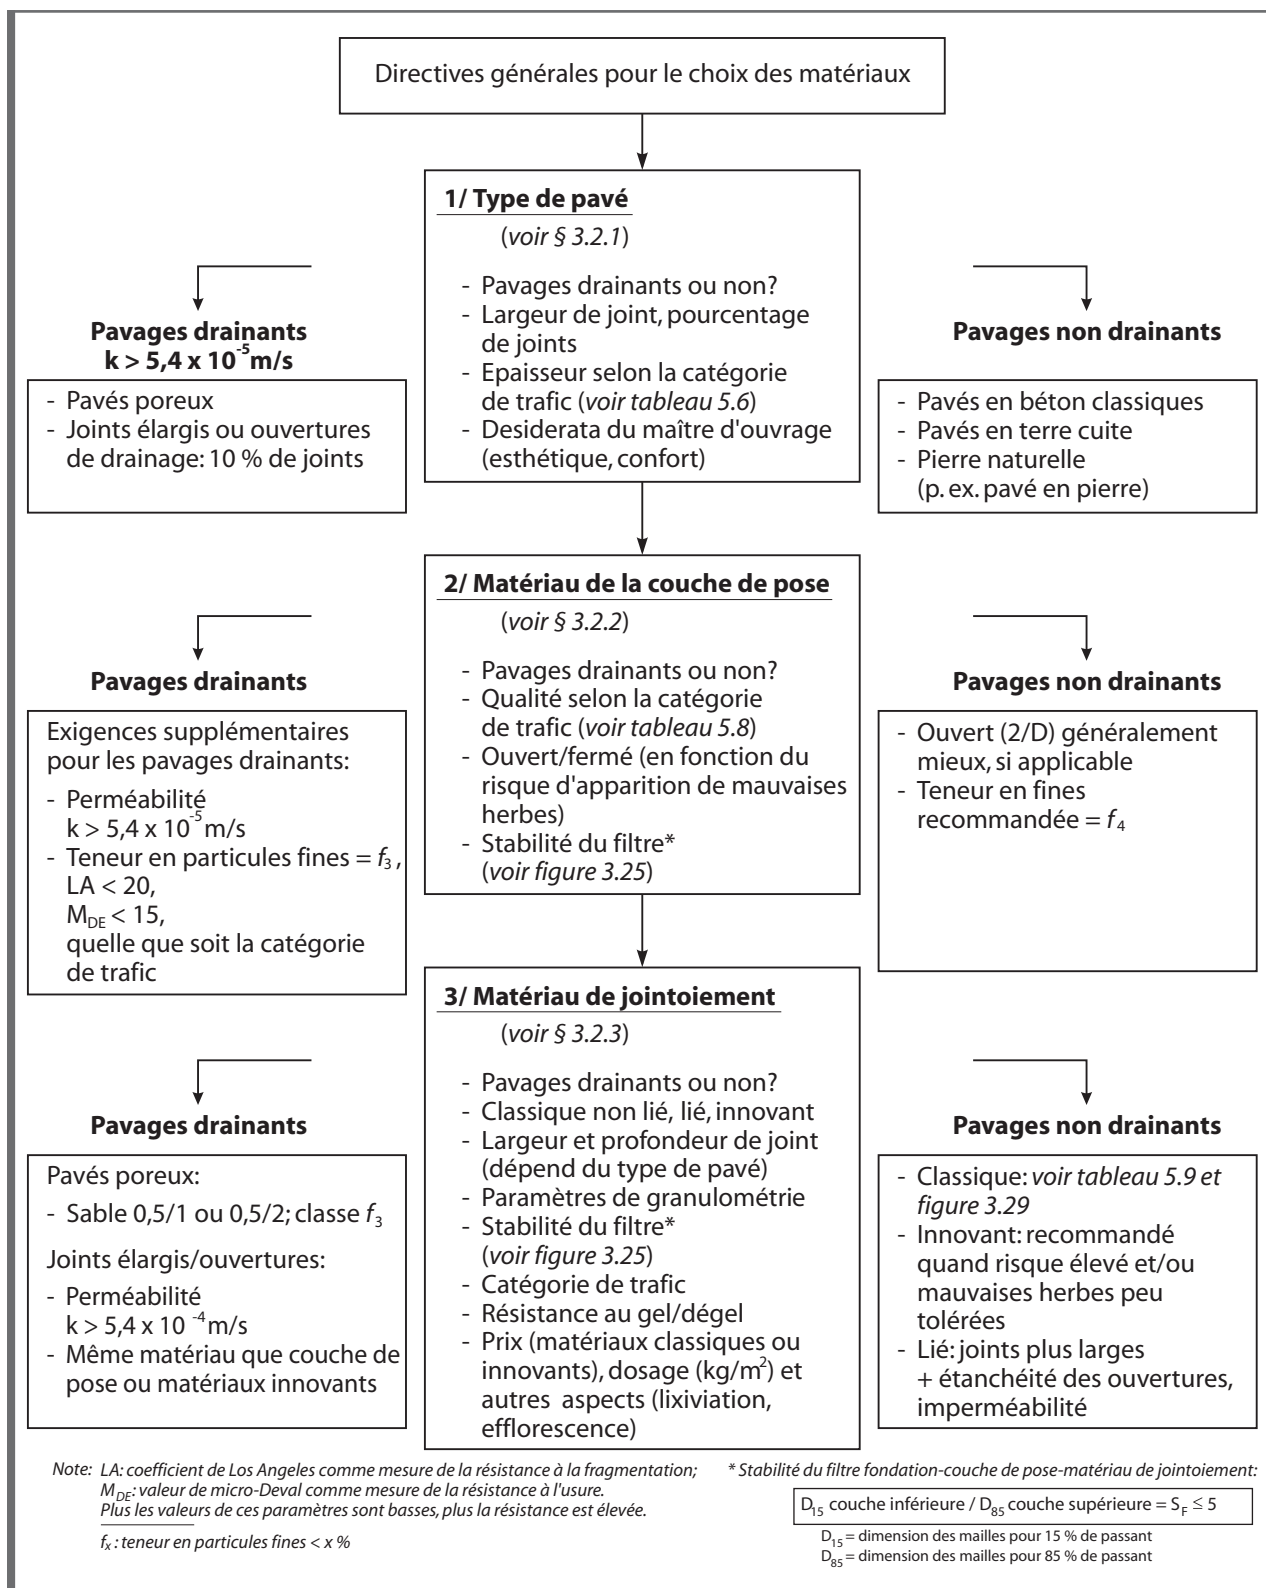 Directives générales pour le choix des matériaux
1/ Type de pavé
(voir § 3.2.1)
- Pavages drainants ou non?
- Largeur de joint, pourcentage
de joints
- Epaisseur selon la catégorie
de trafic (voir tableau 5.6)
- Desiderata du maître d'ouvrage
(esthétique, confort)
Pavages drainants
k > 5,4 x 10⁻⁵ m/s
- Pavés poreux
- Joints élargis ou ouvertures
de drainage: 10 % de joints
Pavages non drainants
- Pavés en béton classiques
- Pavés en terre cuite
- Pierre naturelle
(p. ex. pavé en pierre)
2/ Matériau de la couche de pose
(voir § 3.2.2)
- Pavages drainants ou non?
- Qualité selon la catégorie
de trafic (voir tableau 5.8)
- Ouvert/fermé (en fonction du
risque d'apparition de mauvaises
herbes)
- Stabilité du filtre*
(voir figure 3.25)
Pavages drainants
Exigences supplémentaires
pour les pavages drainants:
- Perméabilité
k > 5,4 x 10⁻⁵ m/s
- Teneur en particules fines = f₃,
LA < 20,
M_DE < 15,
quelle que soit la catégorie
de trafic
Pavages non drainants
- Ouvert (2/D) généralement
mieux, si applicable
- Teneur en fines
recommandée = f₄
3/ Matériau de jointoiement
(voir § 3.2.3)
- Pavages drainants ou non?
- Classique non lié, lié, innovant
- Largeur et profondeur de joint
(dépend du type de pavé)
- Paramètres de granulométrie
- Stabilité du filtre*
(voir figure 3.25)
- Catégorie de trafic
- Résistance au gel/dégel
- Prix (matériaux classiques ou
innovants), dosage (kg/m²) et
autres aspects (lixiviation,
efflorescence)
Pavages drainants
Pavés poreux:
- Sable 0,5/1 ou 0,5/2; classe f₃
Joints élargis/ouvertures:
- Perméabilité
k > 5,4 x 10⁻⁴ m/s
- Même matériau que couche de
pose ou matériaux innovants
Pavages non drainants
- Classique: voir tableau 5.9 et
figure 3.29
- Innovant: recommandé
quand risque élevé et/ou
mauvaises herbes peu
tolérées
- Lié: joints plus larges
+ étanchéité des ouvertures,
imperméabilité
Note: LA: coefficient de Los Angeles comme mesure de la résistance à la fragmentation;
M_DE: valeur de micro-Deval comme mesure de la résistance à l'usure.
Plus les valeurs de ces paramètres sont basses, plus la résistance est élevée.
fₓ : teneur en particules fines < x %
* Stabilité du filtre fondation-couche de pose-matériau de jointoiement:
D₁₅ couche inférieure / D₈₅ couche supérieure = S_F ≤ 5
D₁₅ = dimension des mailles pour 15 % de passant
D₈₅ = dimension des mailles pour 85 % de passant